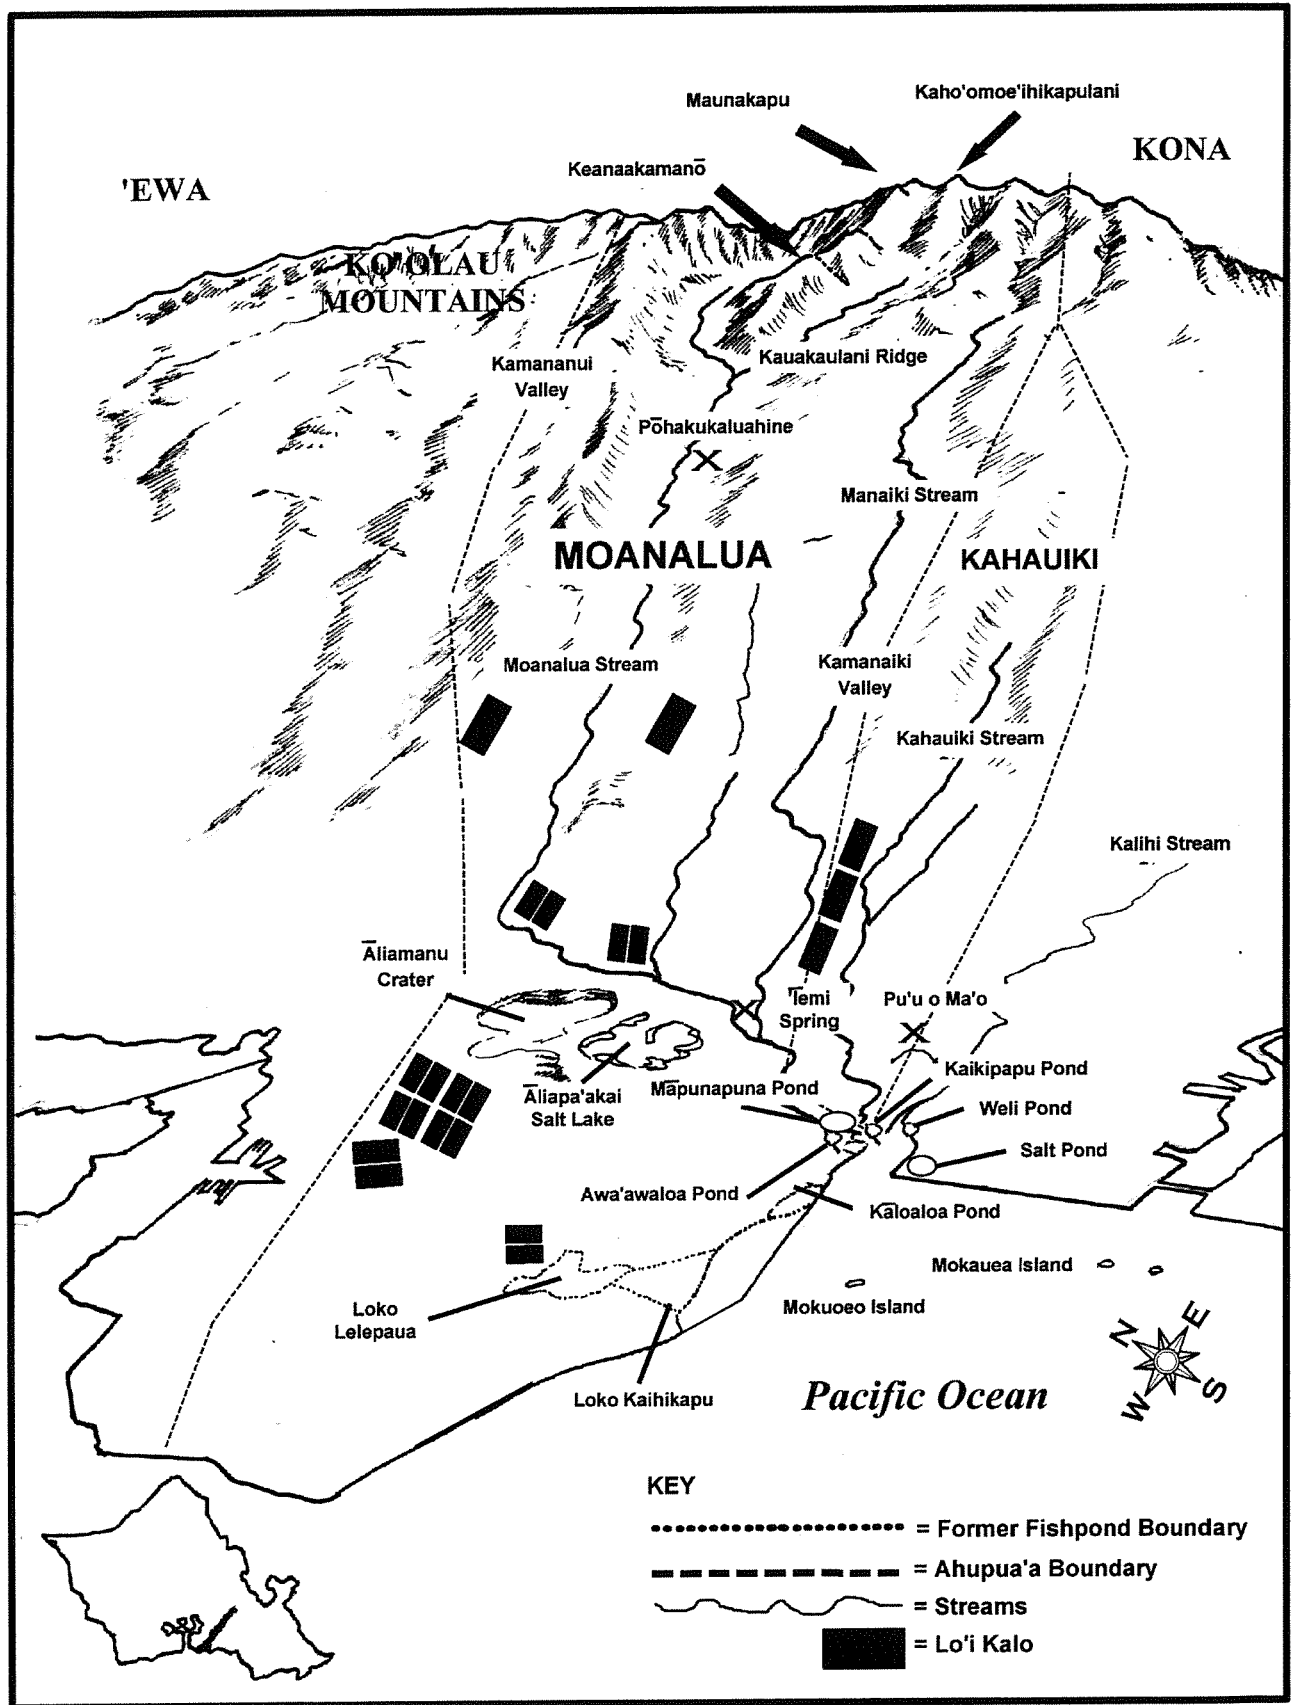 Maunakapu
Kaho'omoe'ihikapulani
Keanaakamanō
KONA
'EWA
KO'OLAU
MOUNTAINS
Kamananui
Valley
Kauakaulani Ridge
Pōhakukaluahine
Manaiki Stream
MOANALUA
KAHAUIKI
Moanalua Stream
Kamanaiki
Valley
Kahauiki Stream
Kalihi Stream
Āliamanu
Crater
Īemi
Spring
Pu'u o Ma'o
Kaikipapu Pond
Māpunapuna Pond
Āliapa'akai
Salt Lake
Weli Pond
Salt Pond
Awa'awaloa Pond
Kāloaloa Pond
Mokauea Island
Mokuoeo Island
Loko
Lelepaua
Loko Kaihikapu
N
E
W
S
Pacific Ocean
KEY
= Former Fishpond Boundary
= Ahupua'a Boundary
= Streams
= Lo'i Kalo